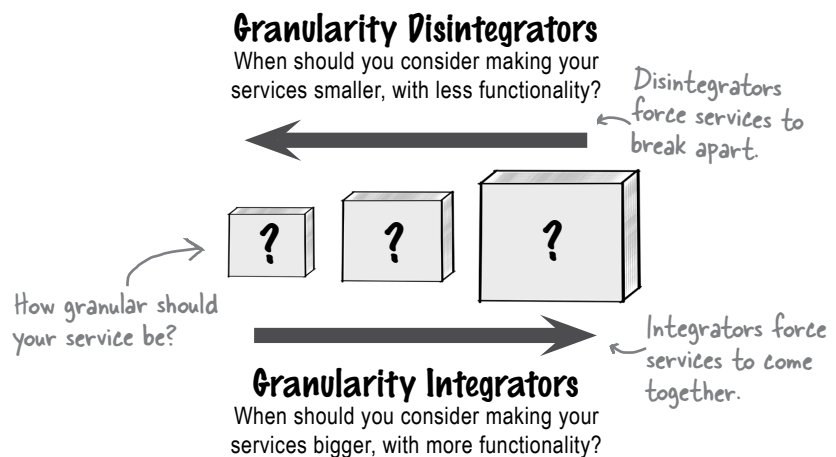 Granularity Disintegrators
When should you consider making your
services smaller, with less functionality?
Disintegrators
force services to
break apart.
?
?
?
How granular should
your service be?
Integrators force
services to come
together.
Granularity Integrators
When should you consider making your
services bigger, with more functionality?